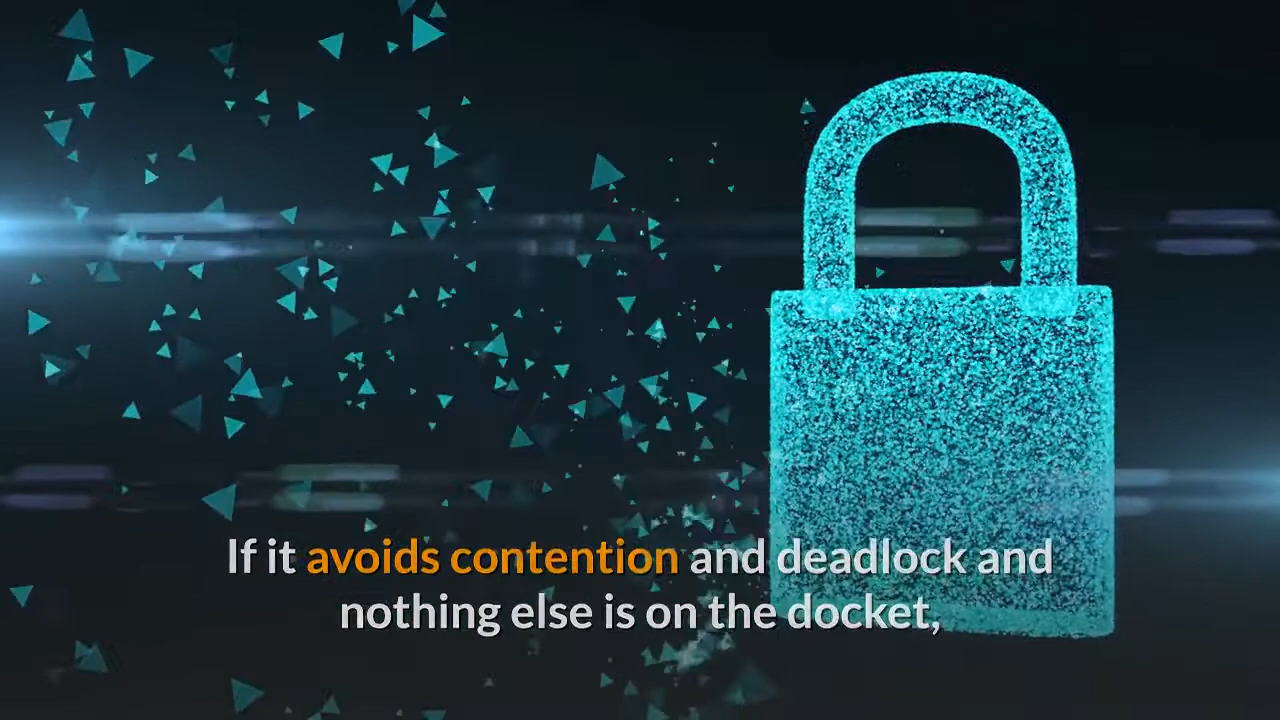 If it avoids contention and deadlock and
nothing else is on the docket,